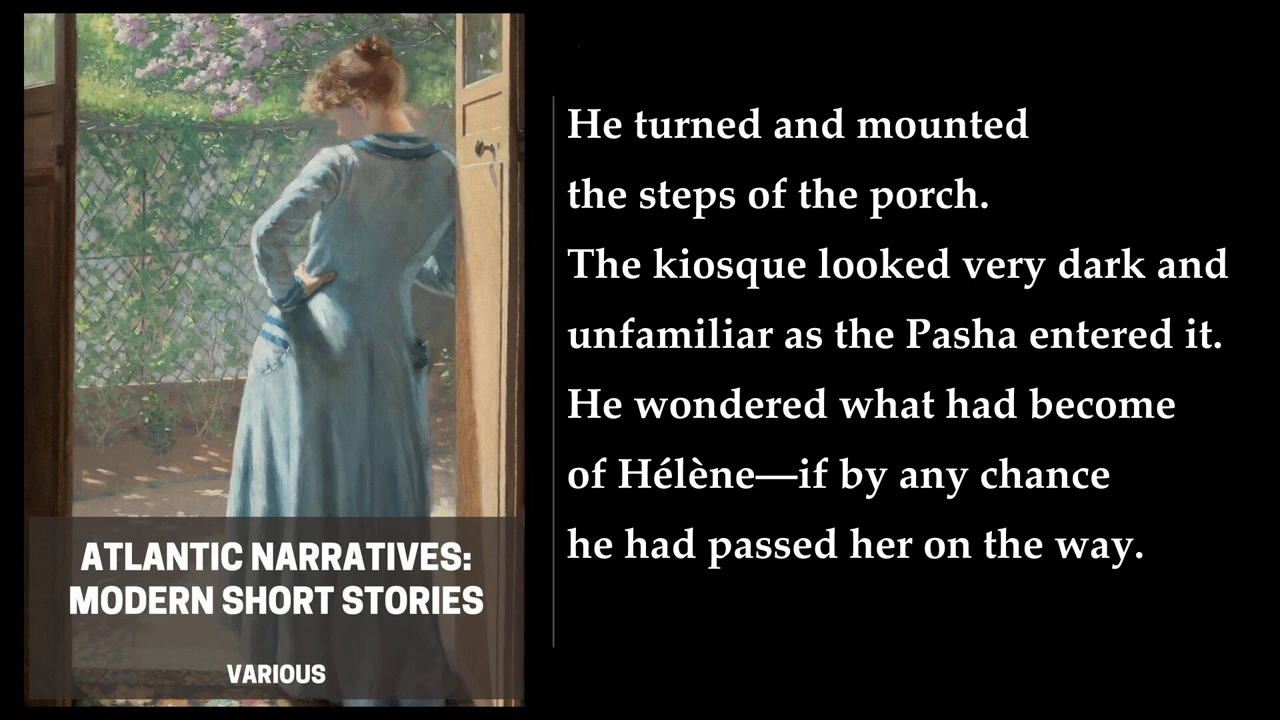 ATLANTIC NARRATIVES:
MODERN SHORT STORIES
VARIOUS
He turned and mounted
the steps of the porch.
The kiosque looked very dark and
unfamiliar as the Pasha entered it.
He wondered what had become
of Hélène—if by any chance
he had passed her on the way.